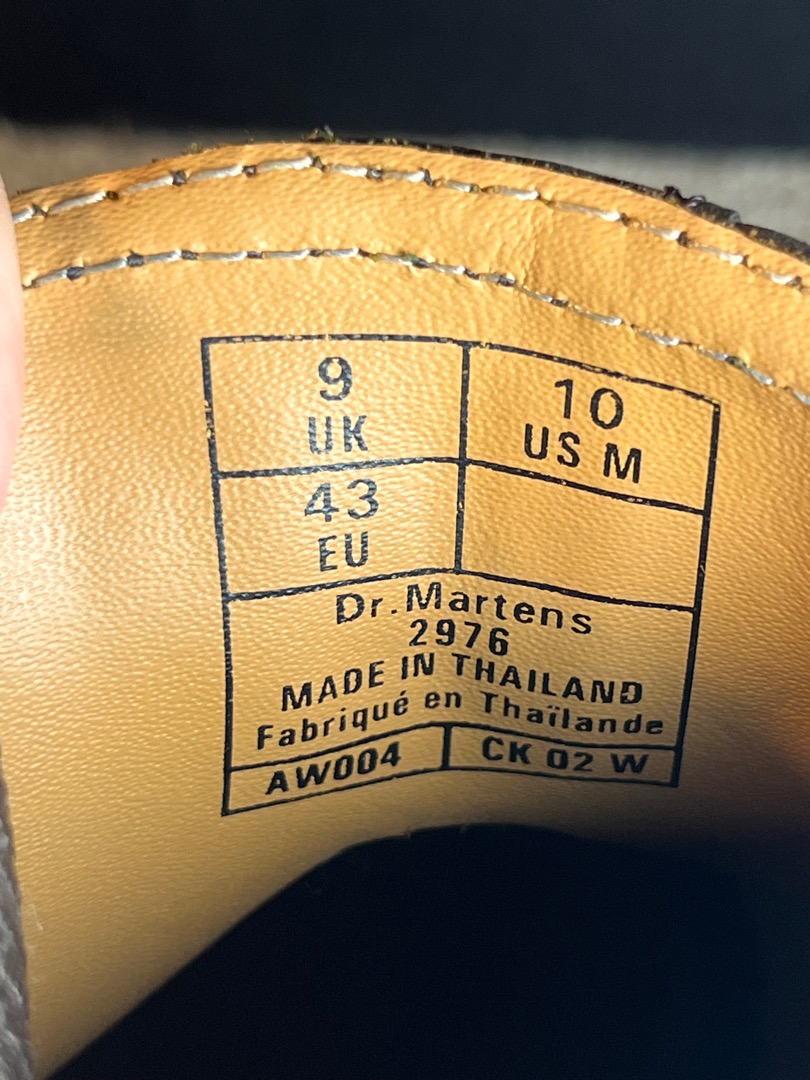 9
UK
10
US M
43
EU
Dr.Martens
2976
MADE IN THAILAND
Fabriqué en Thaïlande
AW004
CK 02 W